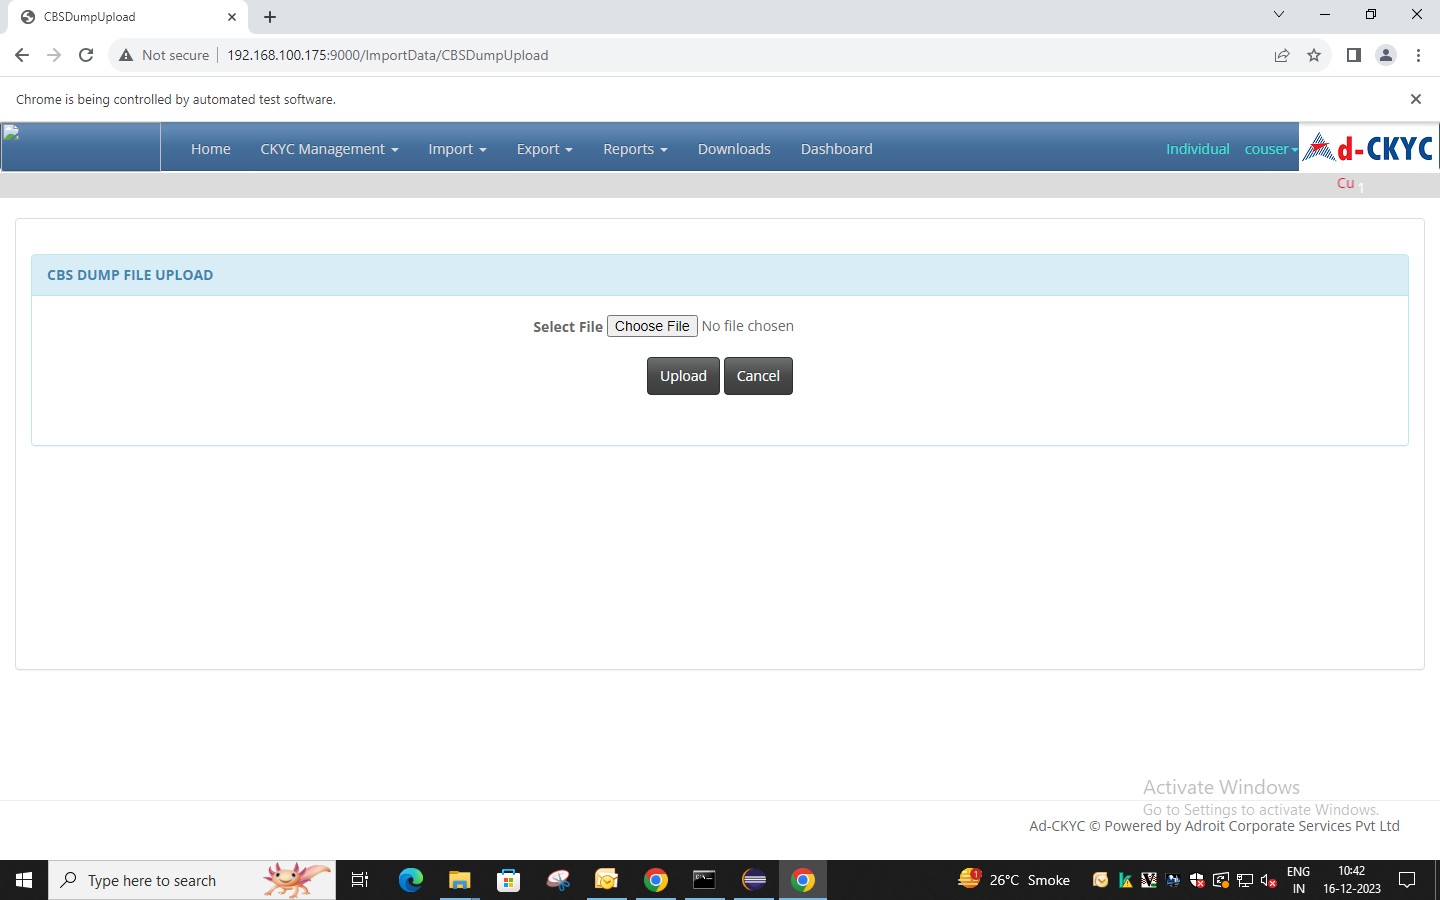 CBSDumpUpload
Not secure 192.168.100.175:9000/ImportData/CBSDumpUpload
Chrome is being controlled by automated test software.
Home CKYC Management Import Export Reports Downloads Dashboard Individual couser d-CKYC
Cu 1
CBS DUMP FILE UPLOAD
Select File Choose File No file chosen
Upload Cancel
Activate Windows
Go to Settings to activate Windows.
Ad-CKYC © Powered by Adroit Corporate Services Pvt Ltd
Type here to search 1 26°C Smoke ENG IN 10:42 16-12-2023